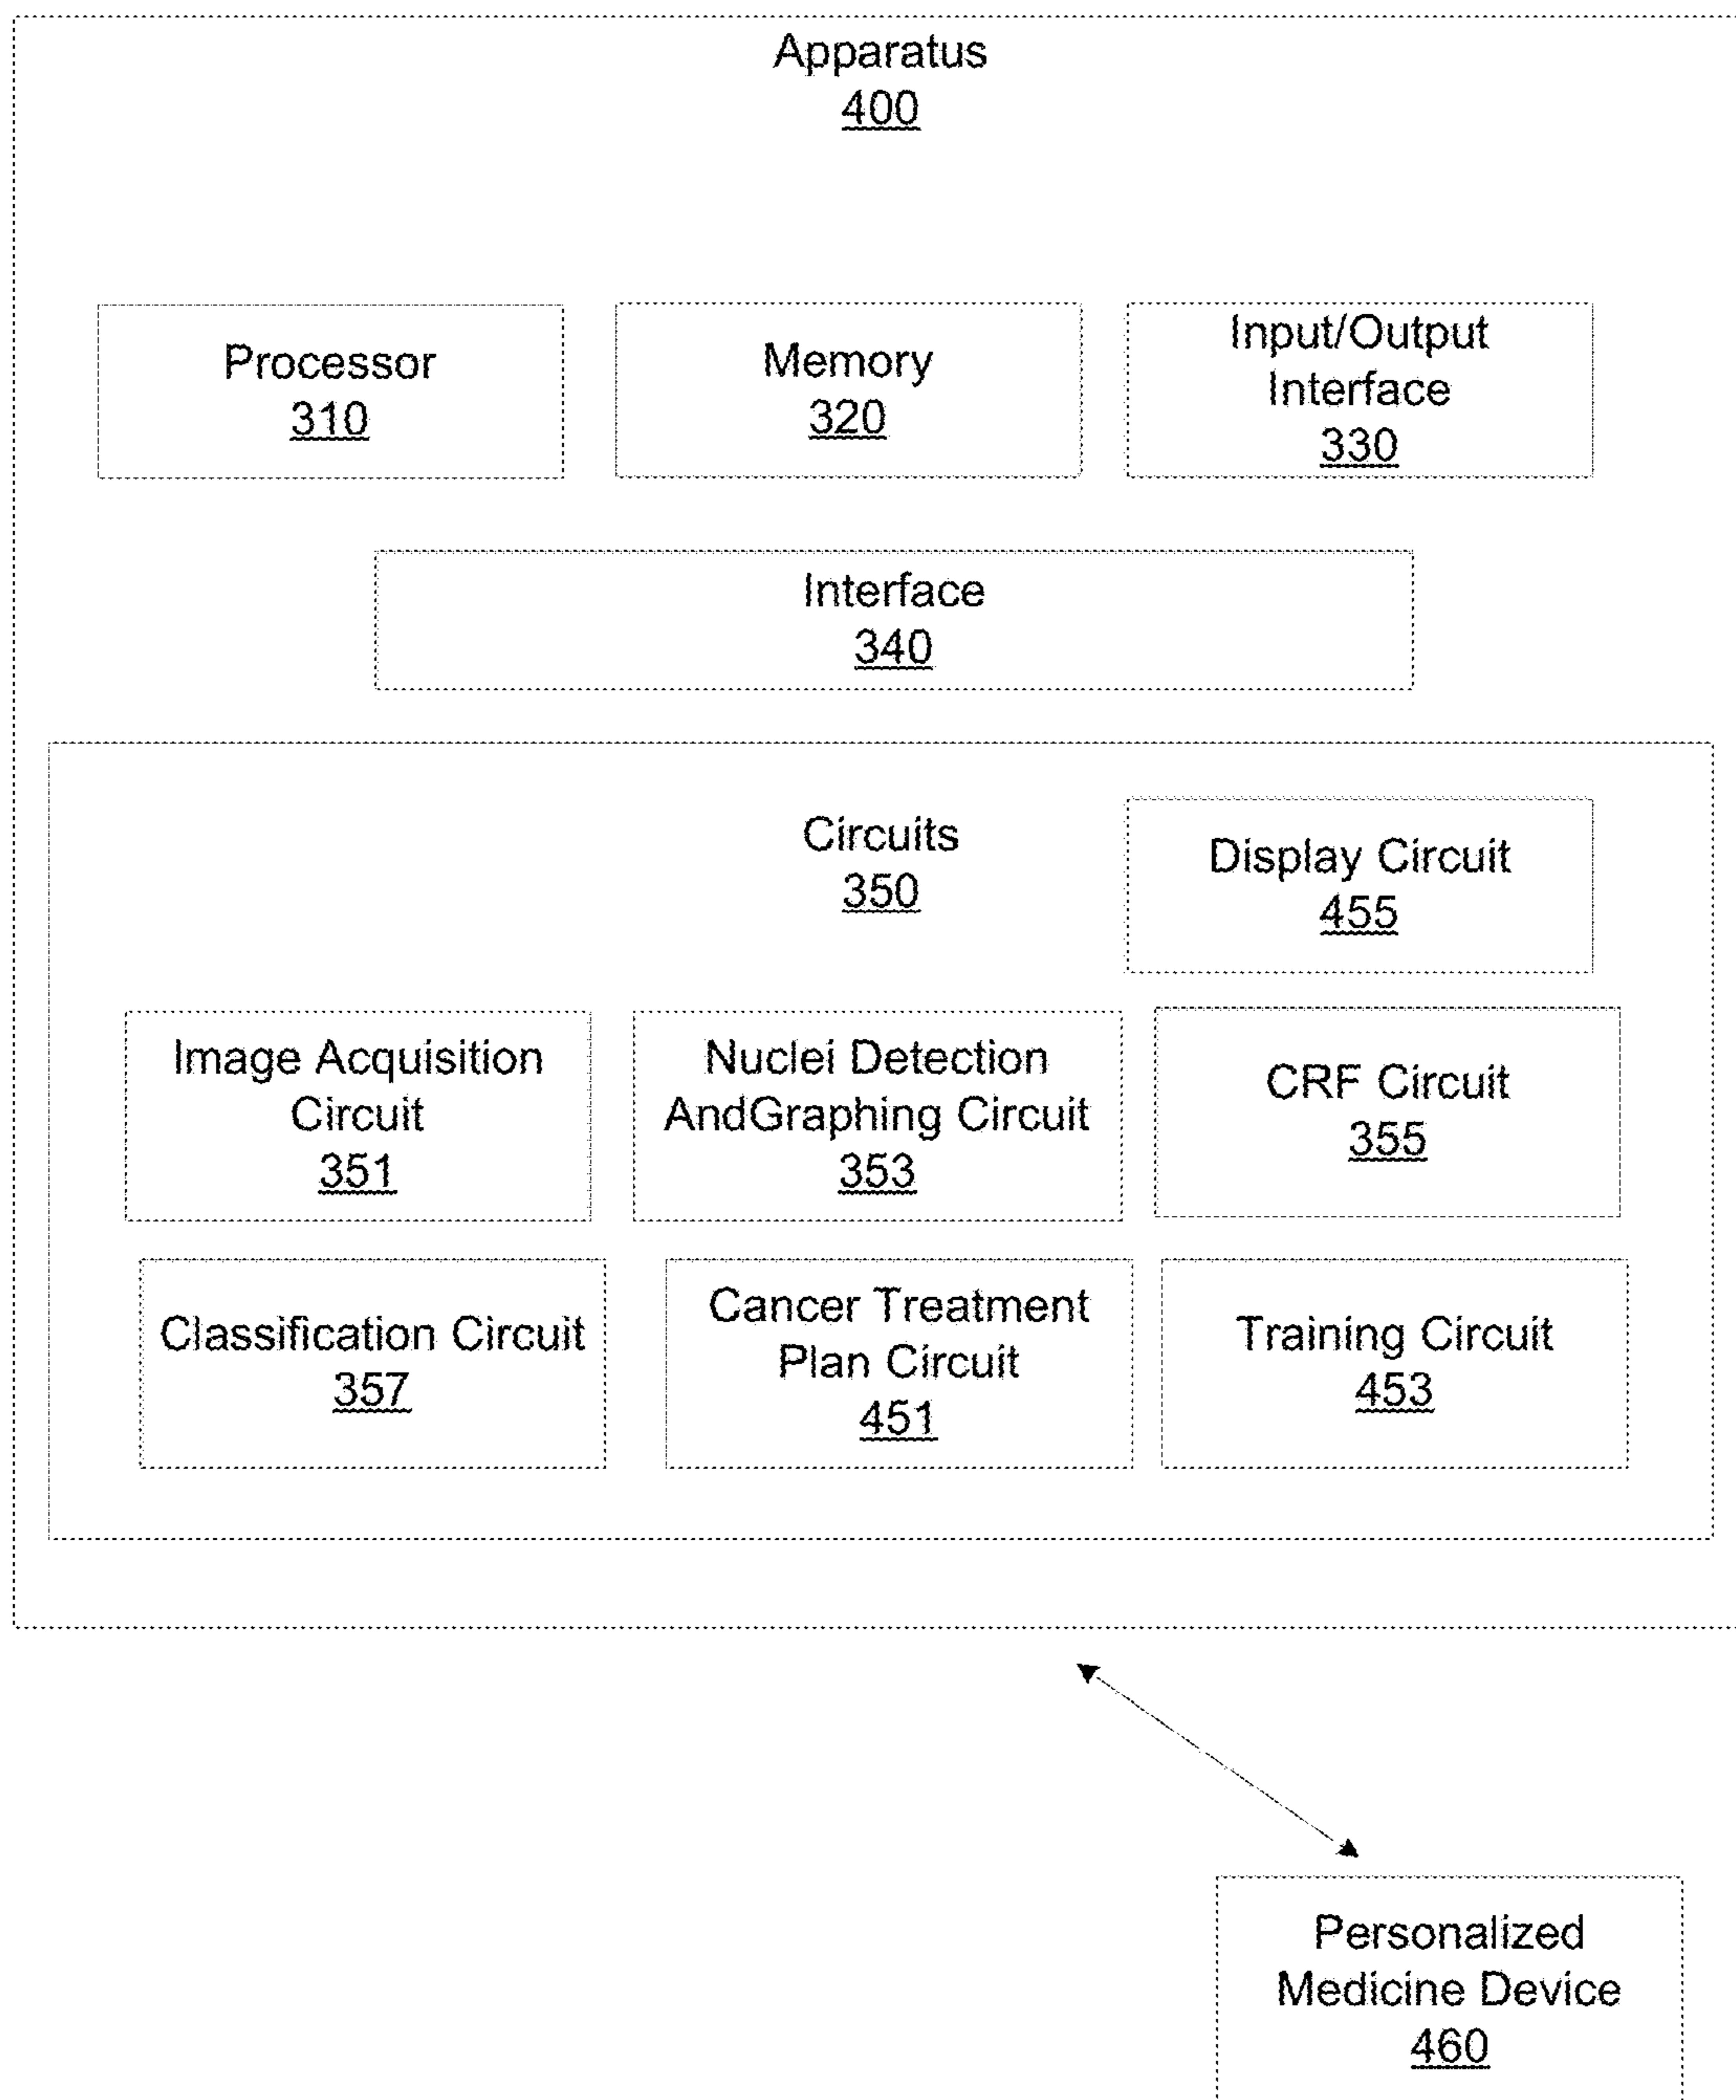 Apparatus
400
Processor
310
Memory
320
Input/Output
Interface
330
Interface
340
Circuits
350
Display Circuit
455
Image Acquisition
Circuit
351
Nuclei Detection
AndGraphing Circuit
353
CRF Circuit
355
Classification Circuit
357
Cancer Treatment
Plan Circuit
451
Training Circuit
453
Personalized
Medicine Device
460